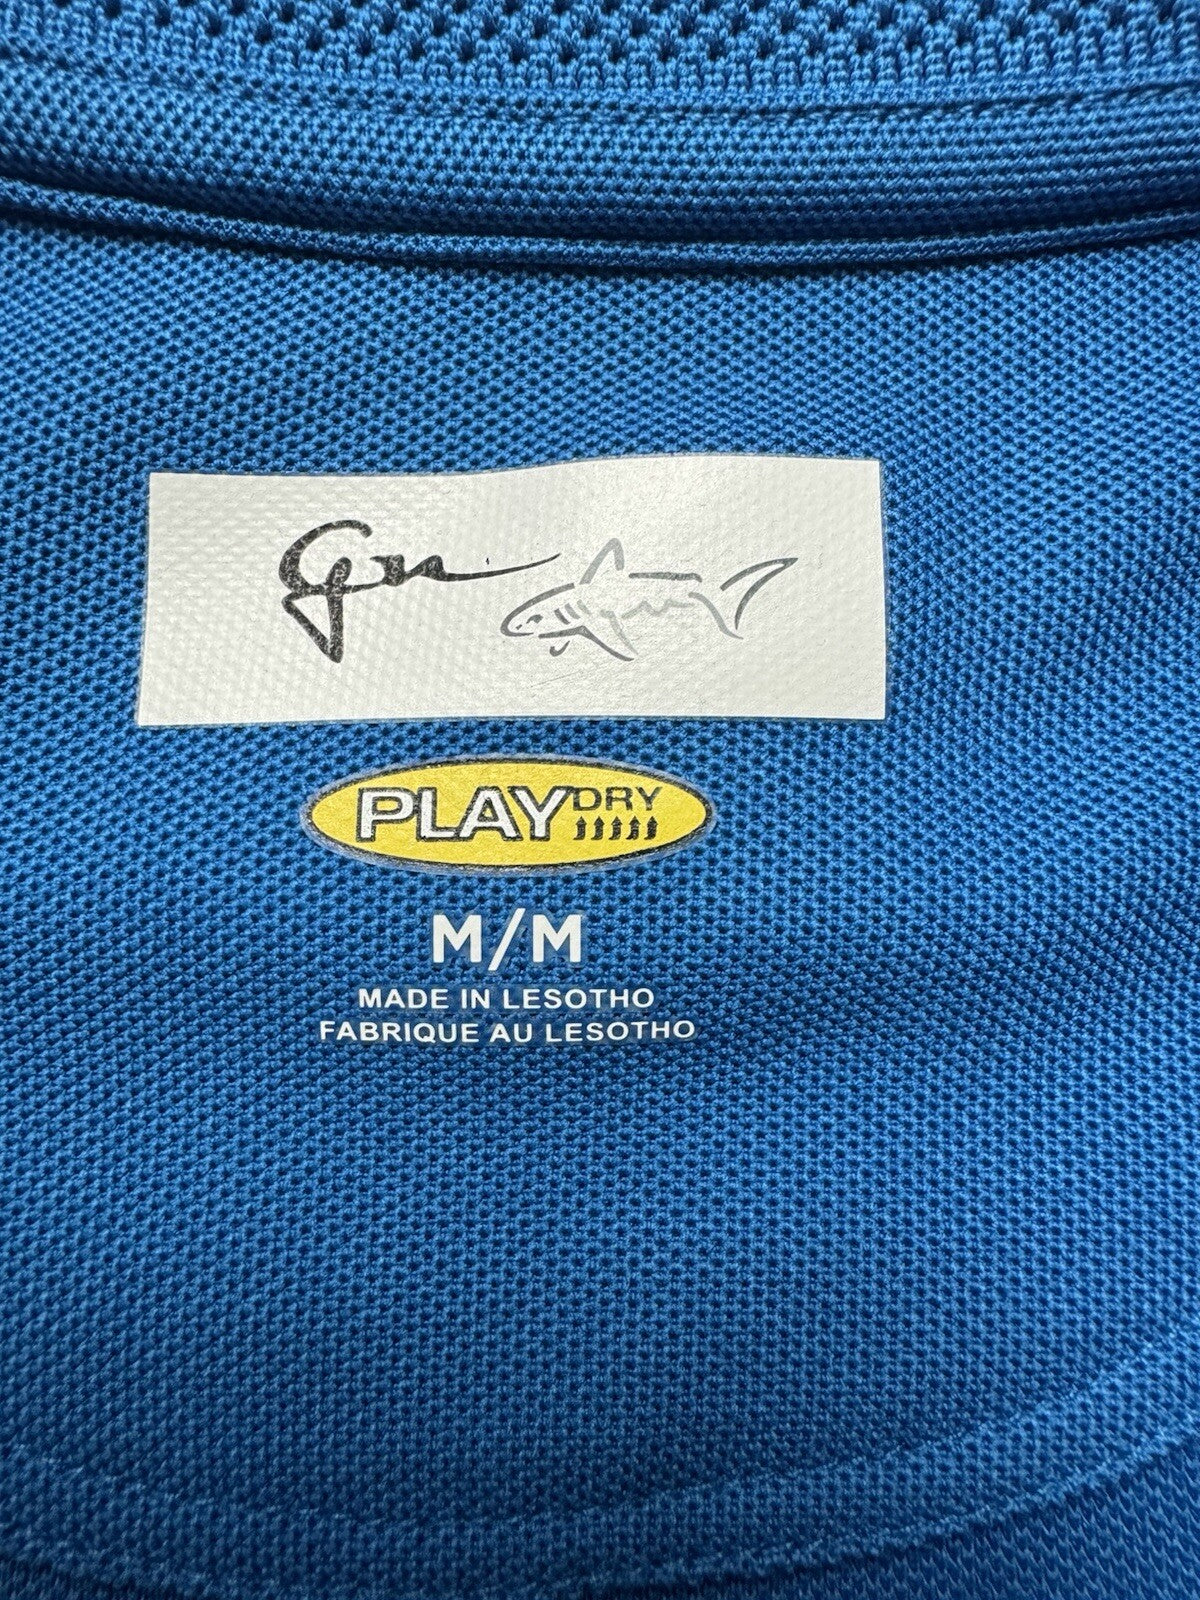 PLAYDRY
M/M
MADE IN LESOTHO
FABRIQUE AU LESOTHO